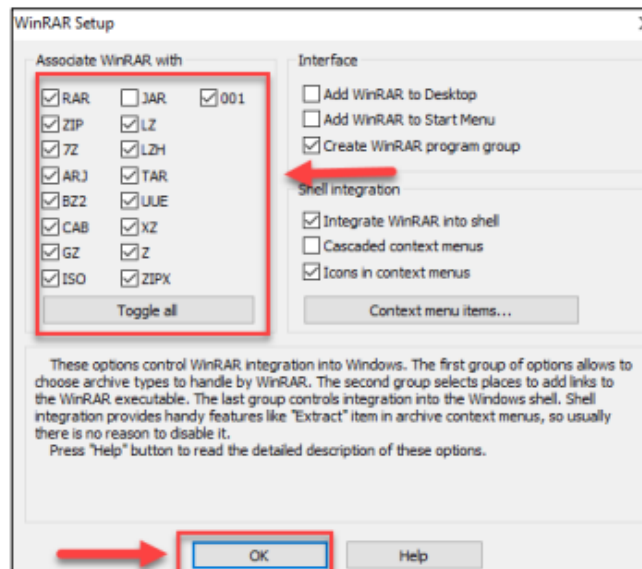 WinRAR Setup
Associate WinRAR with
RAR JAR 001
ZIP LZ
7Z LZH
ARJ TAR
BZ2 UUE
CAB XZ
GZ Z
ISO ZIPX
Toggle all
Interface
Add WinRAR to Desktop
Add WinRAR to Start Menu
Create WinRAR program group
Shell integration
Integrate WinRAR into shell
Cascaded context menus
Icons in context menus
Context menu items...
These options control WinRAR integration into Windows. The first group of options allows to
choose archive types to handle by WinRAR. The second group selects places to add links to
the WinRAR executable. The last group controls integration into the Windows shell. Shell
integration provides handy features like "Extract" item in archive context menus, so usually
there is no reason to disable it.
Press "Help" button to read the detailed description of these options.
OK Help